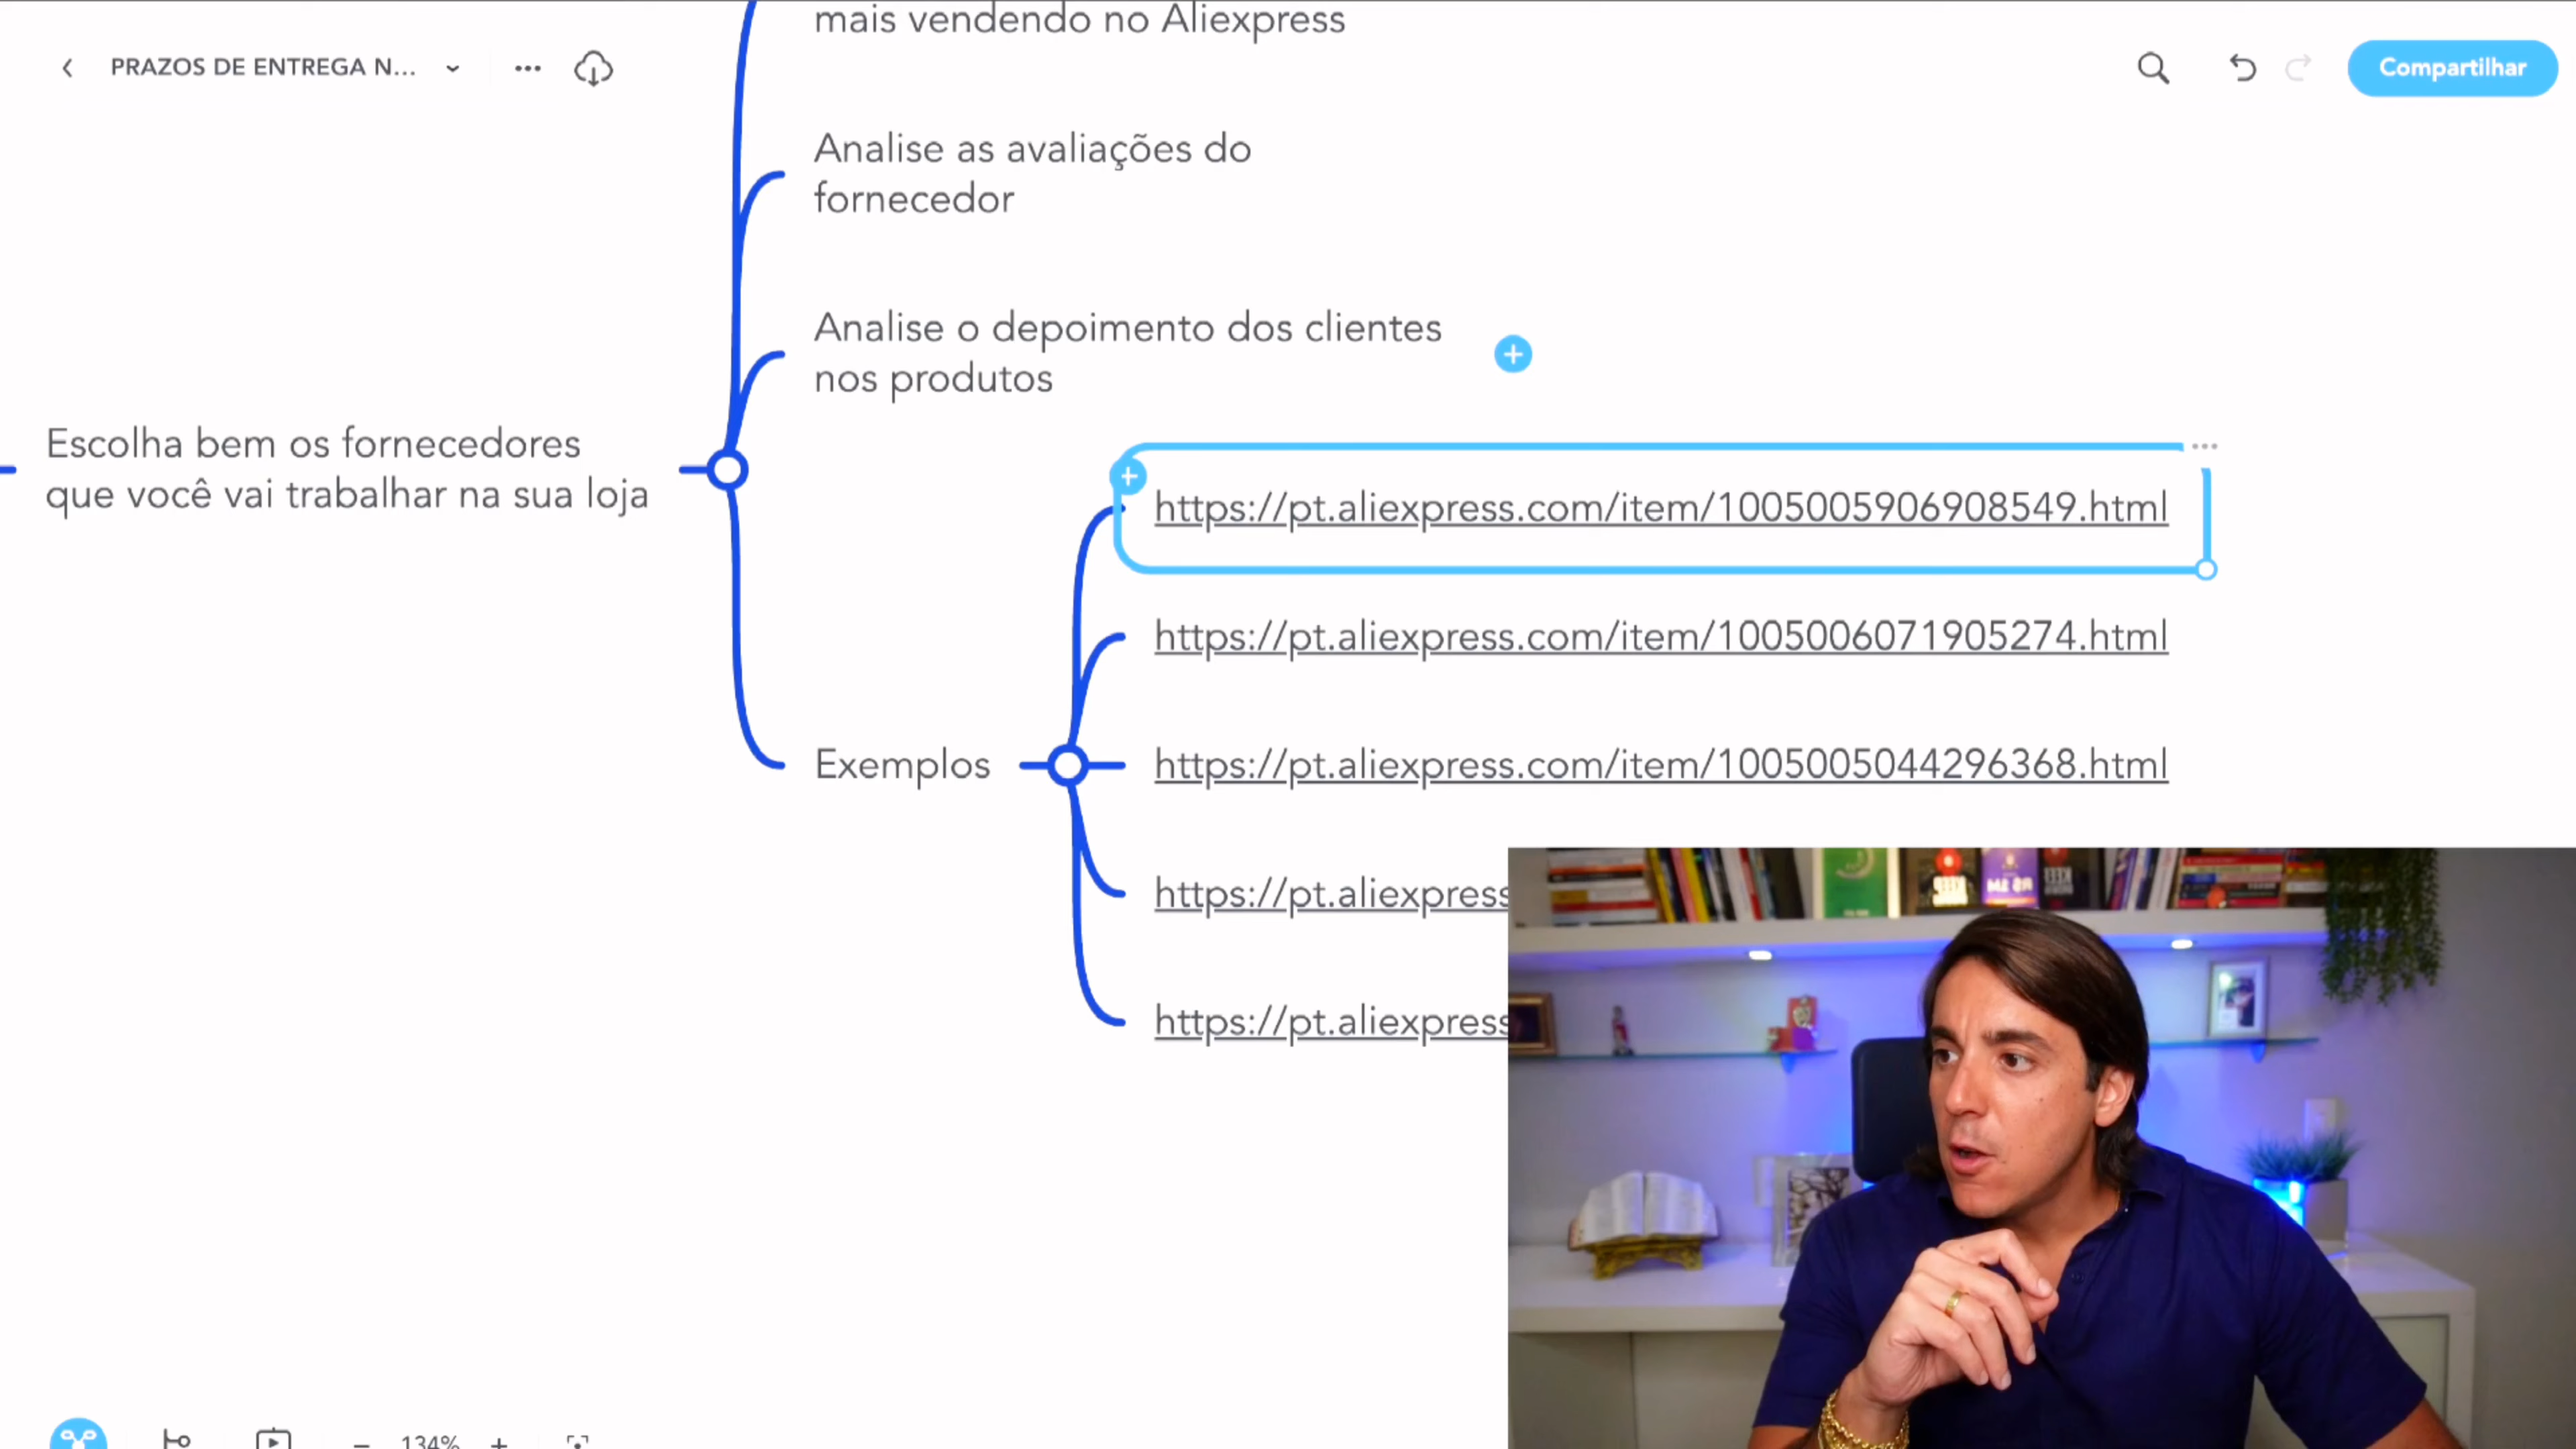 mais vendendo no Aliexpress
PRAZOS DE ENTREGA N...
Compartilhar
Analise as avaliações do
fornecedor
Analise o depoimento dos clientes
nos produtos
Escolha bem os fornecedores
que você vai trabalhar na sua loja
https://pt.aliexpress.com/item/1005005906908549.html
https://pt.aliexpress.com/item/1005006071905274.html
Exemplos
https://pt.aliexpress.com/item/1005005044296368.html
https://pt.aliexpress
https://pt.aliexpress
134%